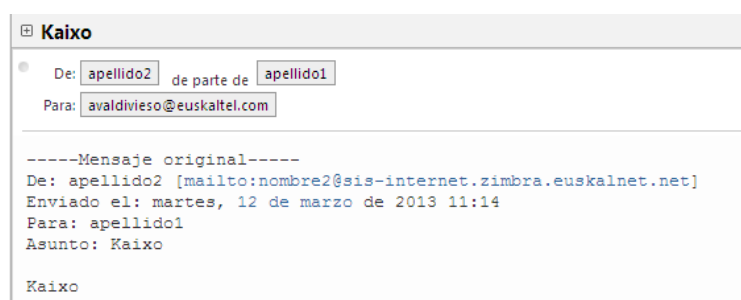 Kaixo
De: apellido2 de parte de apellido1
Para: avaldivieso@euskaltel.com
-----Mensaje original-----
De: apellido2 [mailto:nombre2@sis-internet.zimbra.euskalnet.net]
Enviado el: martes, 12 de marzo de 2013 11:14
Para: apellido1
Asunto: Kaixo
Kaixo